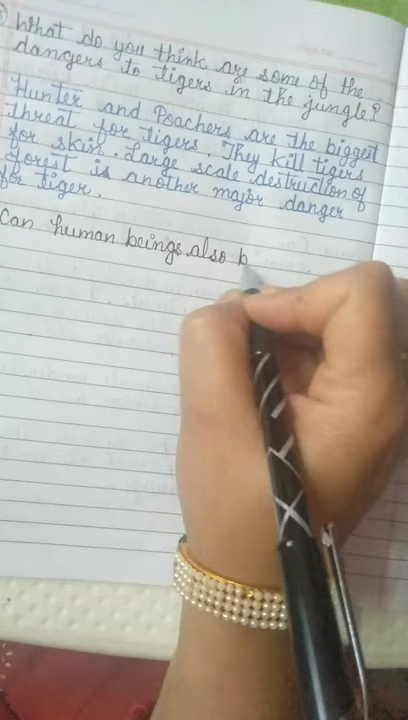 What do you think are some of the
dangers to tigers in the jungle?
Hunter and Poachers are the biggest
threat for tigers. They kill tigers
for skin. Large scale destruction of
forest is another major danger
for tiger.
Can human beings also b